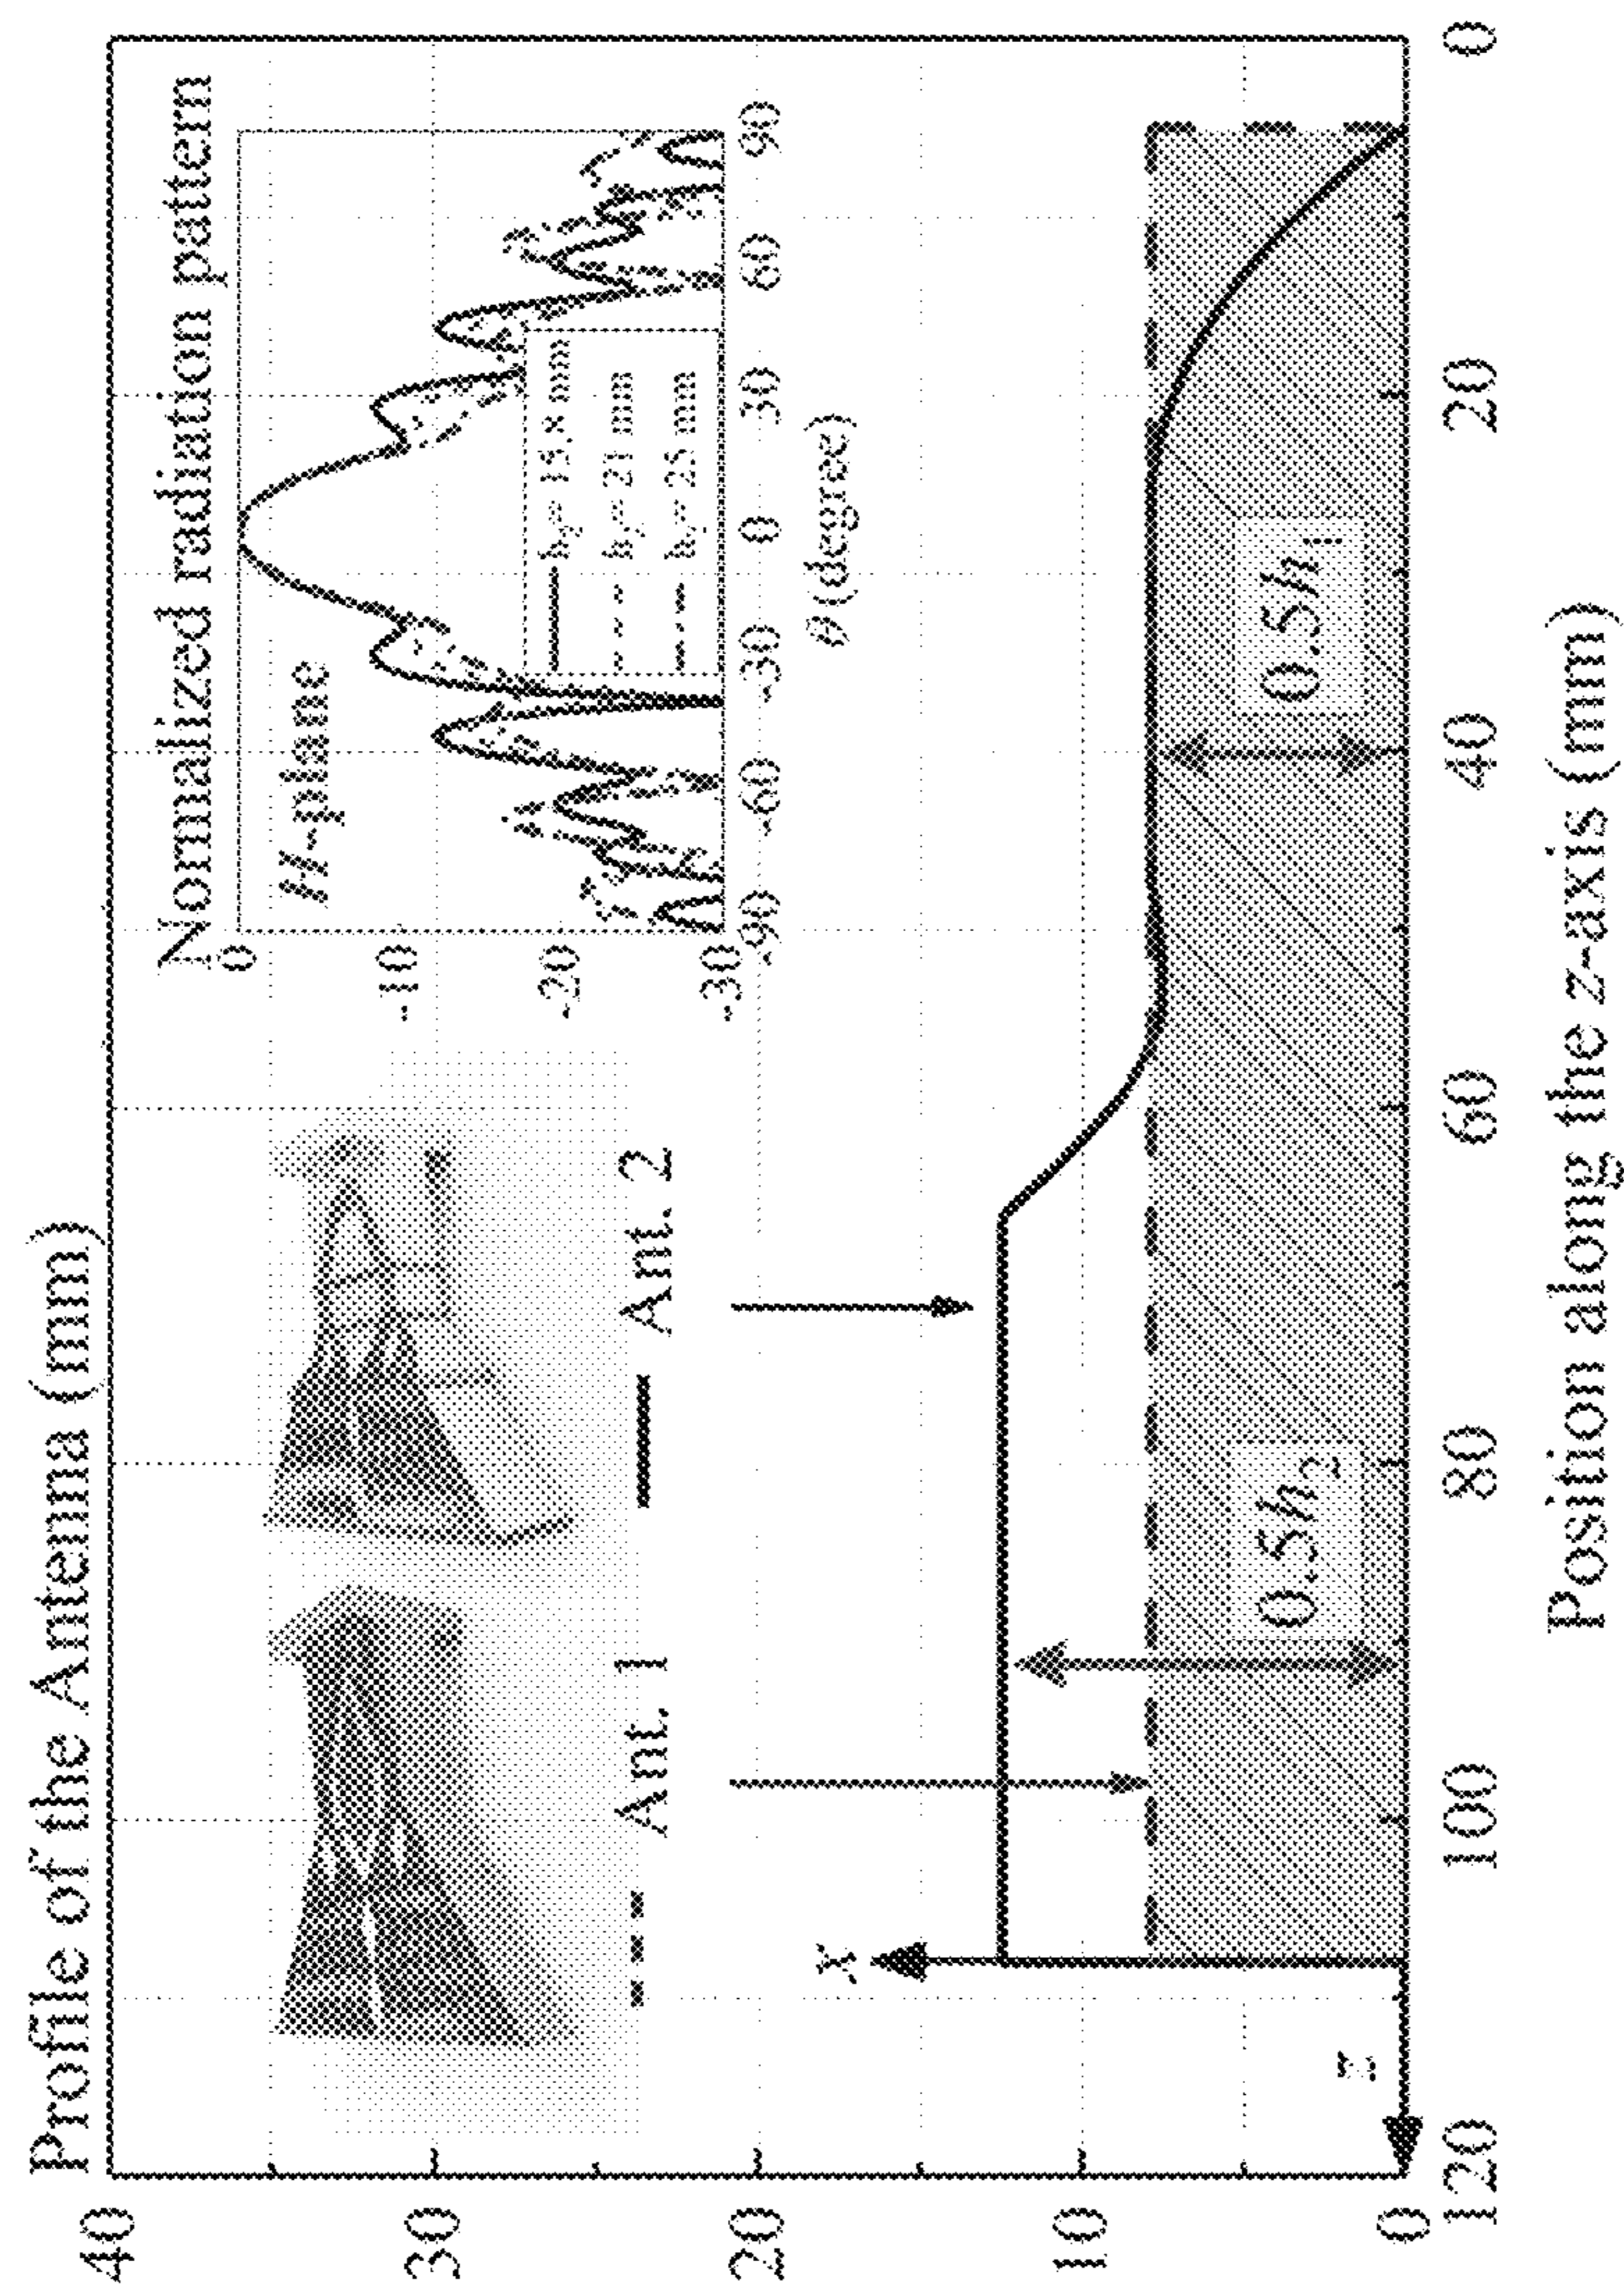 Profile of the Antenna (mm)
40
30
20
10
0
Normalized radiation pattern
H-plane
0
-10
-20
-30
-90
-60
-30
0
30
60
90
θ (degree)
21 mm
25 mm
Ant. 1
Ant. 2
x
z
0.5h₂
0.5h₁
120
100
80
60
40
20
0
Position along the z-axis (mm)